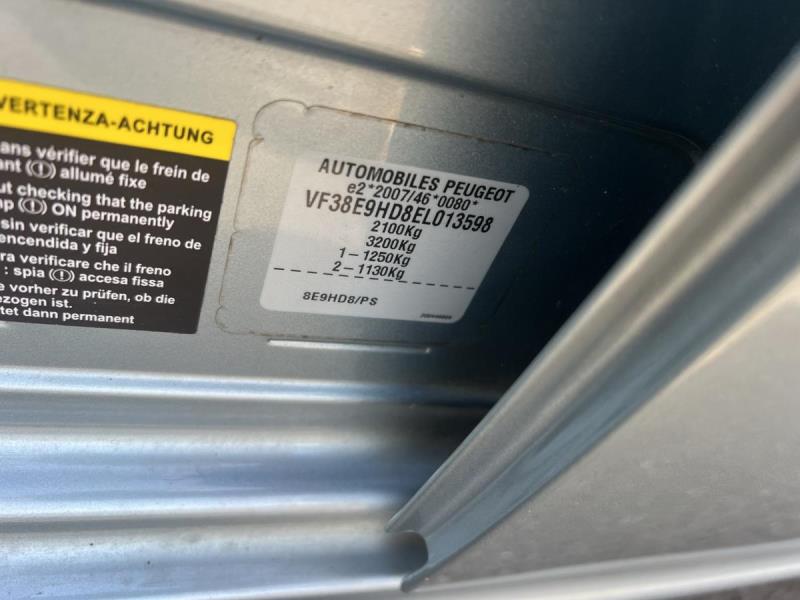 VERTENZA-ACHTUNG
ans vérifier que le frein de
ant (!) allumé fixe
ut checking that the parking
mp (!) ON permanently
sin verificar que el freno de
encendida y fija
ra verificare che il freno
: spia (!) accesa fissa
e vorher zu prüfen, ob die
ezogen ist.
tet dann permanent
AUTOMOBILES PEUGEOT
e2*2007/46*0080*
VF38E9HD8EL013598
2100Kg
3200Kg
1-1250Kg
2-1130Kg
8E9HD8/PS